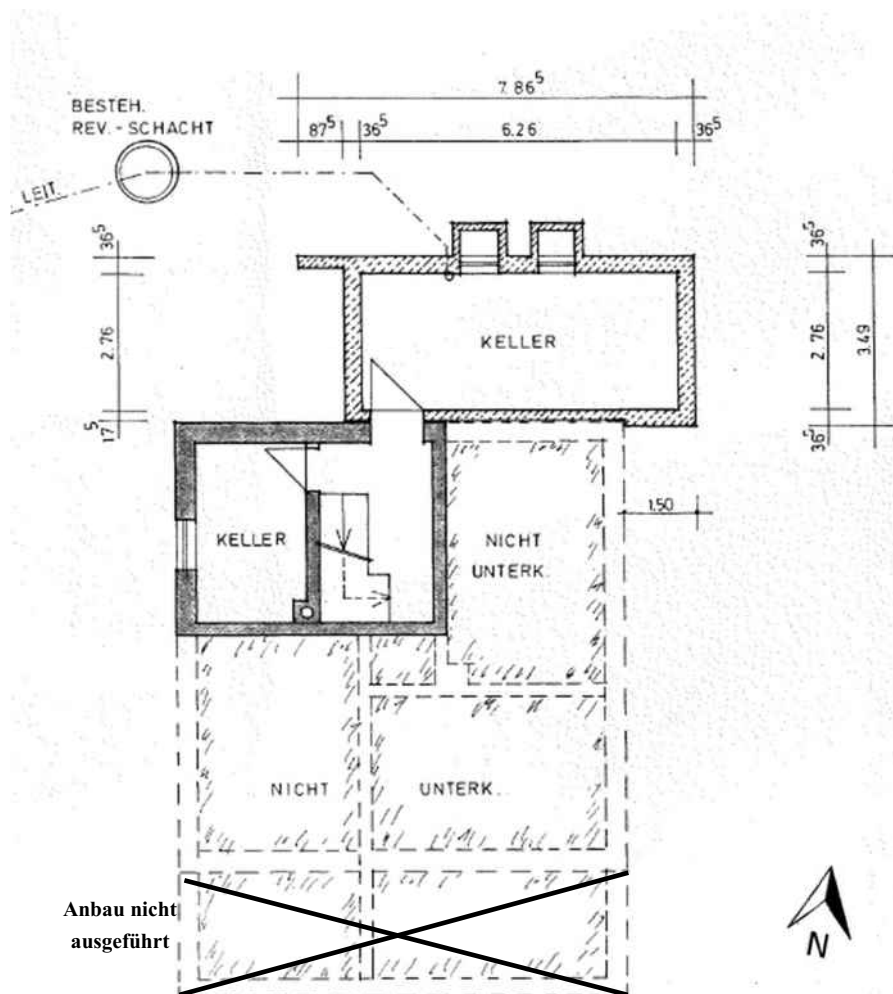 7.86⁵
BESTEH.
REV.-SCHACHT
87⁵ 36⁵ 6.26 36⁵
LEIT.
36⁵
2.76
17⁵
36⁵
2.76
3.49
36⁵
KELLER
1.50
KELLER
NICHT
UNTERK.
NICHT UNTERK.
Anbau nicht
ausgeführt
N